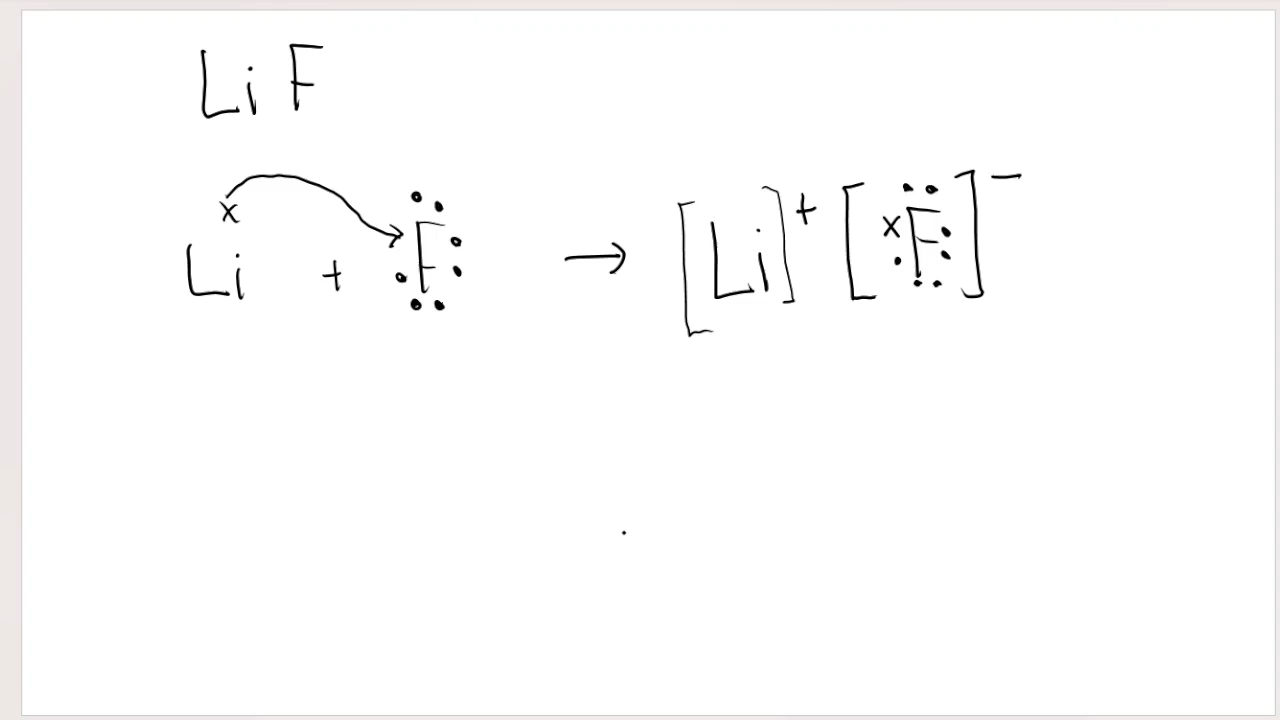 LiF
Li + F → [Li]⁺ [F]⁻